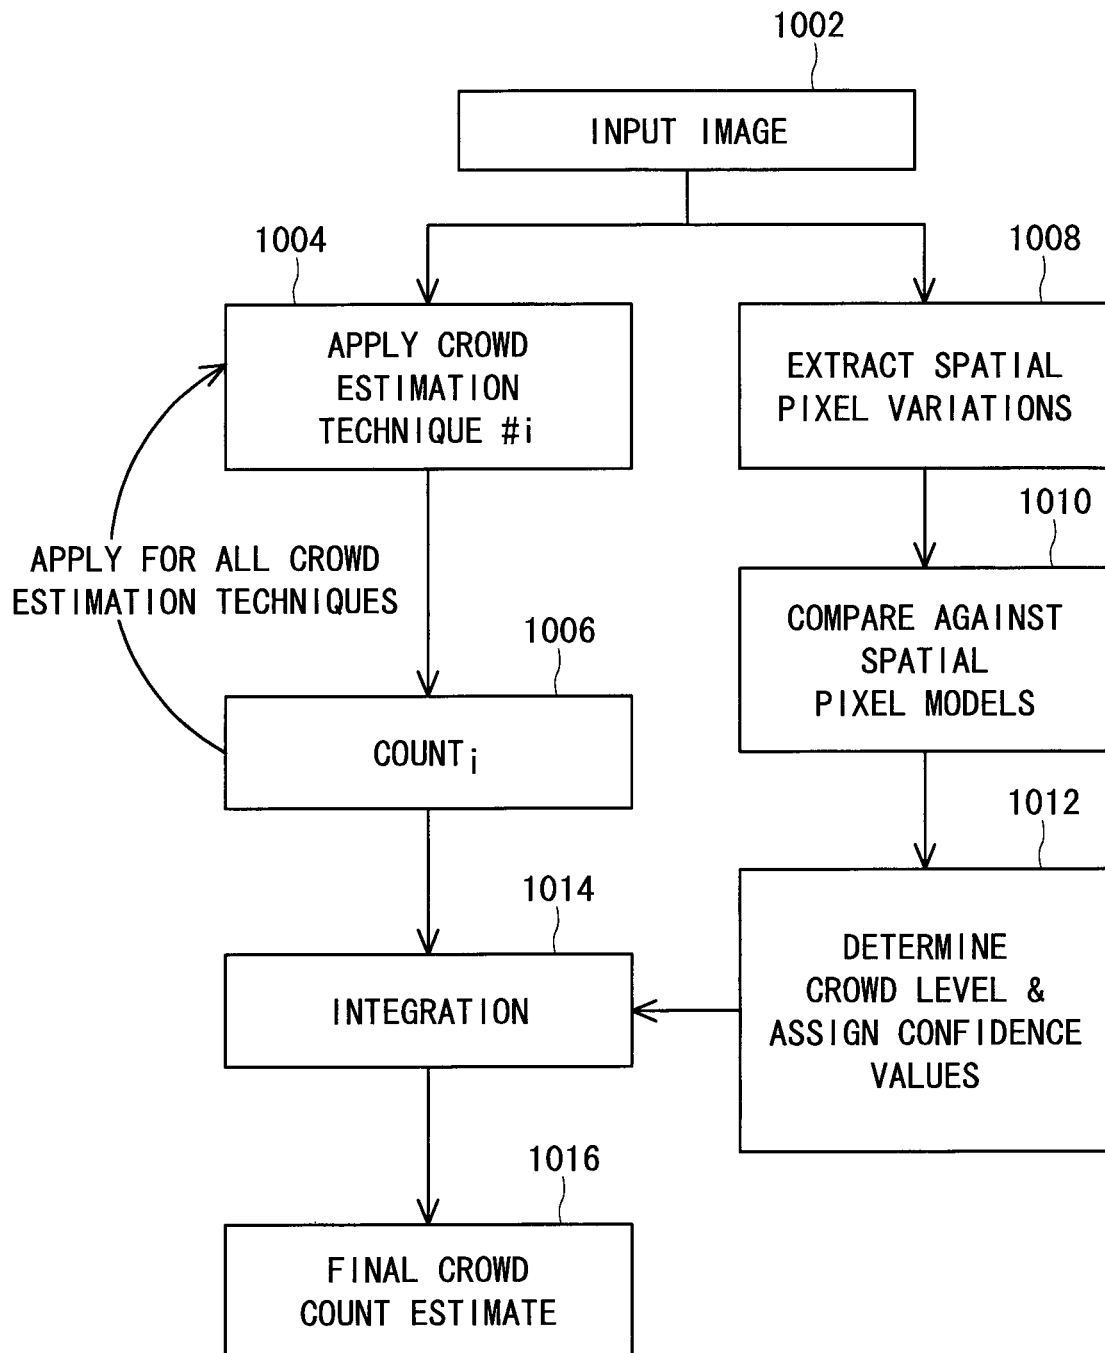 1002
INPUT IMAGE
1004
APPLY CROWD
ESTIMATION
TECHNIQUE #i
1008
EXTRACT SPATIAL
PIXEL VARIATIONS
APPLY FOR ALL CROWD
ESTIMATION TECHNIQUES
1010
COMPARE AGAINST
SPATIAL
PIXEL MODELS
1006
COUNTi
1012
DETERMINE
CROWD LEVEL &
ASSIGN CONFIDENCE
VALUES
1014
INTEGRATION
1016
FINAL CROWD
COUNT ESTIMATE